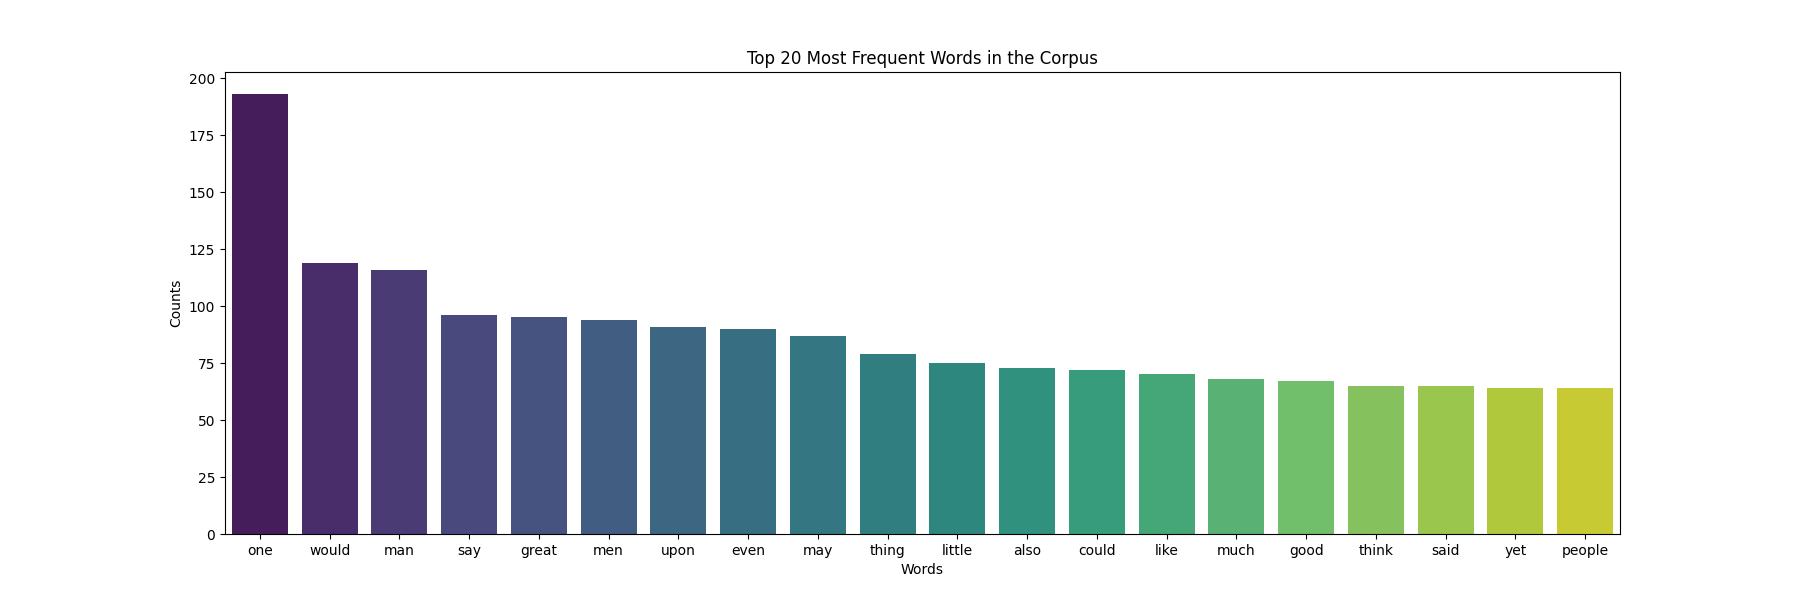 Top 20 Most Frequent Words in the Corpus
200
175
150
125
100
75
50
25
0
Counts
one would man say great men upon even may thing little also could like much good think said yet people
Words